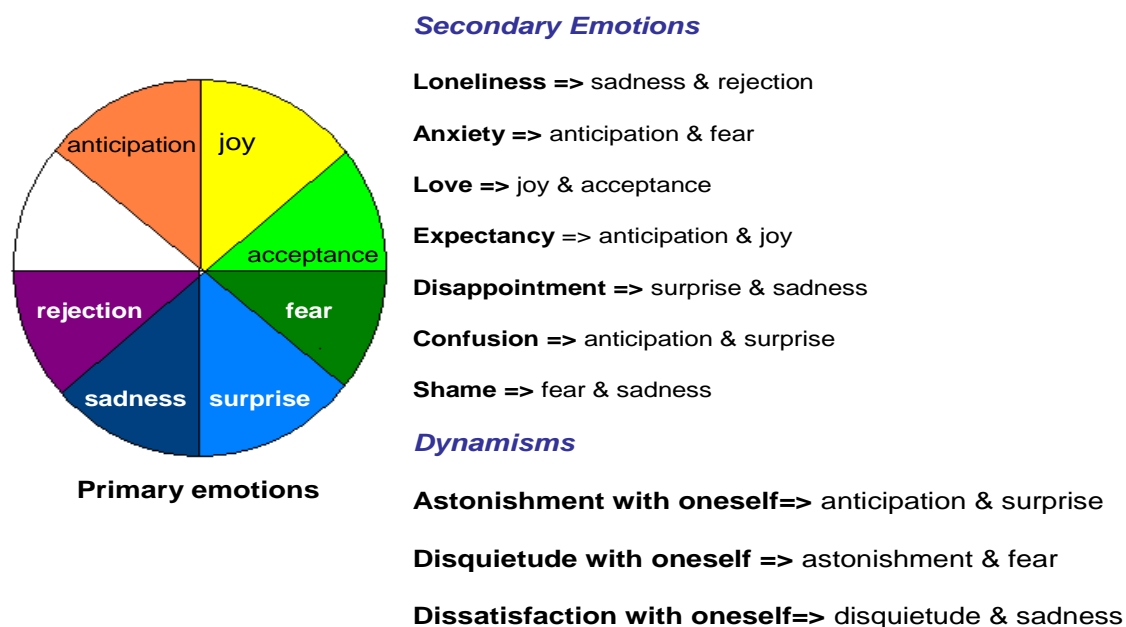 Secondary Emotions
Loneliness => sadness & rejection
Anxiety => anticipation & fear
Love => joy & acceptance
Expectancy => anticipation & joy
Disappointment => surprise & sadness
Confusion => anticipation & surprise
Shame => fear & sadness
Dynamisms
Astonishment with oneself=> anticipation & surprise
Disquietude with oneself => astonishment & fear
Dissatisfaction with oneself=> disquietude & sadness
anticipation
joy
acceptance
rejection
fear
sadness
surprise
Primary emotions